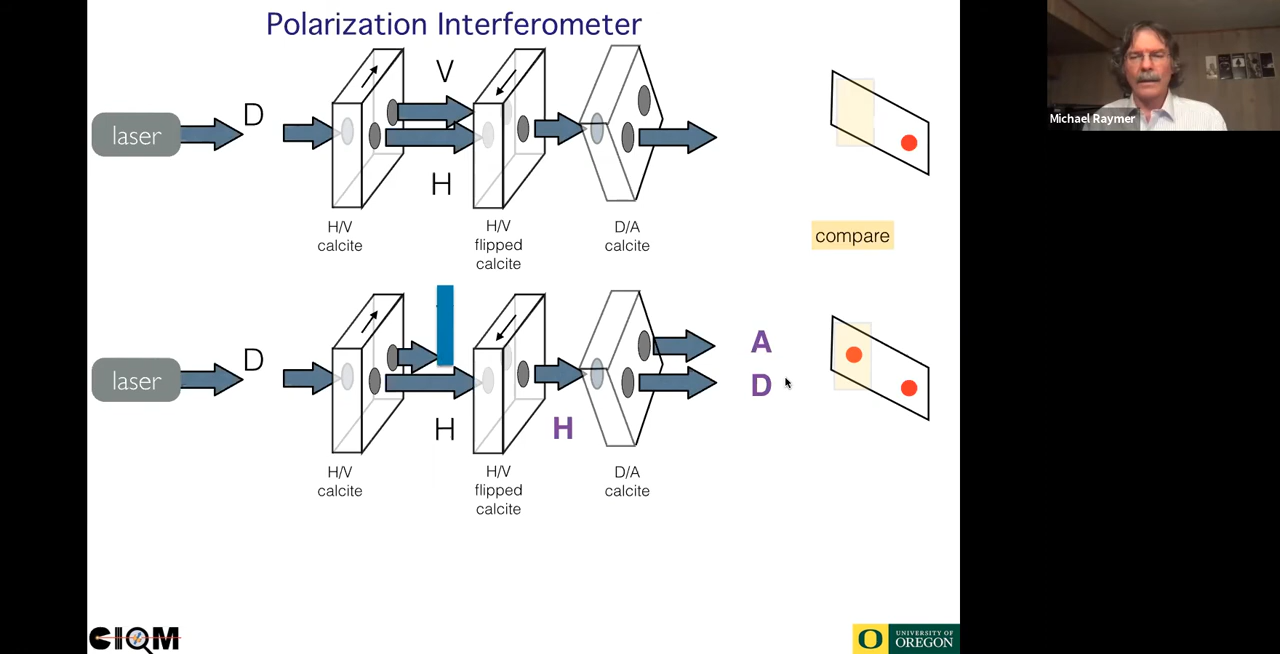 Polarization Interferometer
laser
D
V
H
H/V
calcite
H/V
flipped
calcite
D/A
calcite
compare
laser
D
H
H
A
D
H/V
calcite
H/V
flipped
calcite
D/A
calcite
CIQM
O
UNIVERSITY OF
OREGON
Michael Raymer